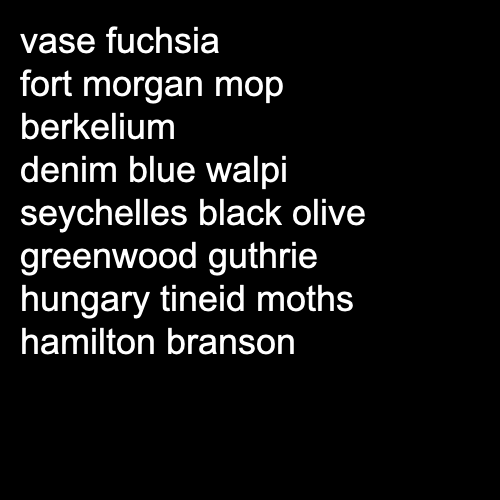 vase fuchsia
fort morgan mop
berkelium
denim blue walpi
seychelles black olive
greenwood guthrie
hungary tineid moths
hamilton branson